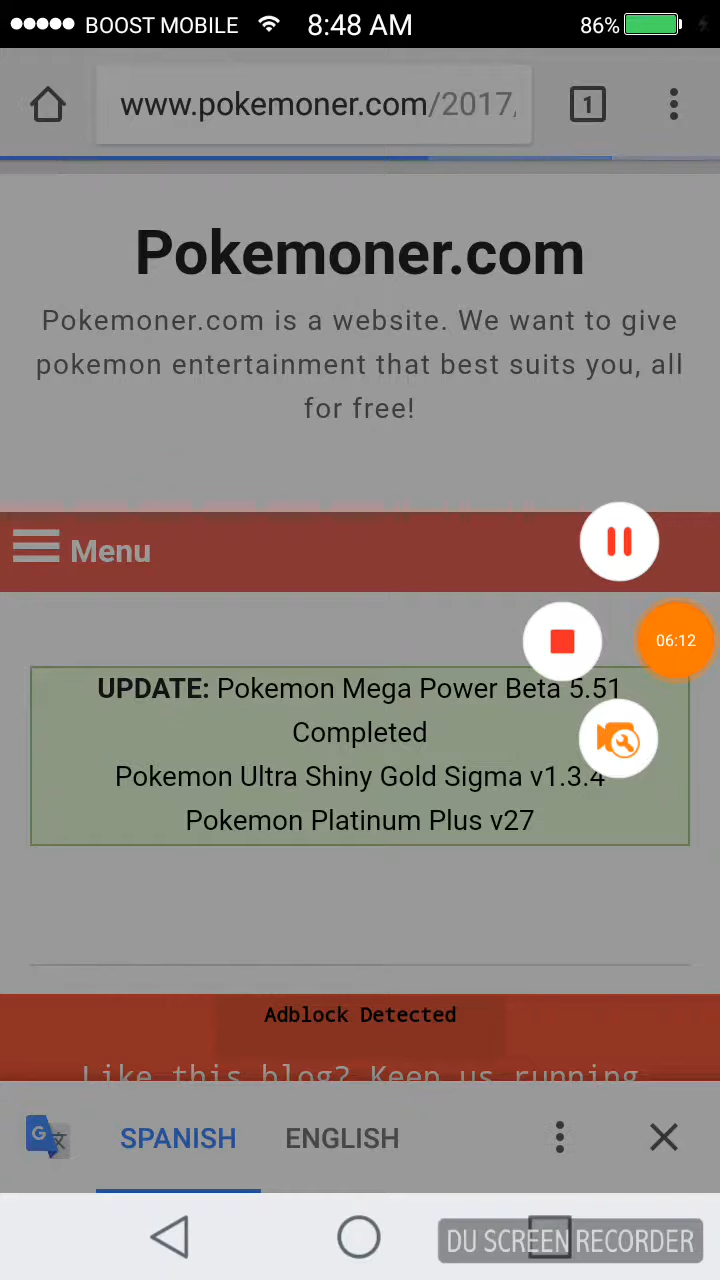 BOOST MOBILE 8:48 AM 86%
www.pokemoner.com/2017, 1
Pokemoner.com
Pokemoner.com is a website. We want to give
pokemon entertainment that best suits you, all
for free!
Menu
06:12
UPDATE: Pokemon Mega Power Beta 5.51
Completed
Pokemon Ultra Shiny Gold Sigma v1.3.4
Pokemon Platinum Plus v27
Adblock Detected
Like this blog? Keep us running
G 文 SPANISH ENGLISH
DU SCREEN RECORDER